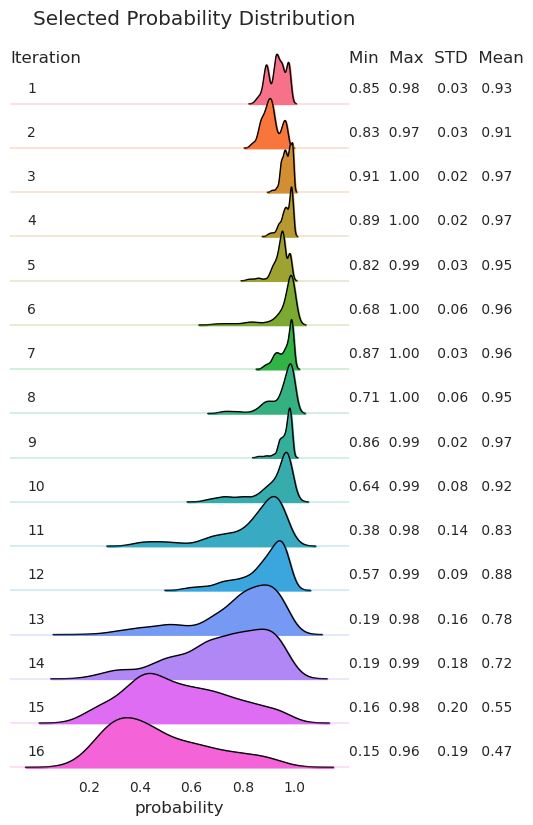 Selected Probability Distribution
Iteration Min Max STD Mean
1 0.85 0.98 0.03 0.93
2 0.83 0.97 0.03 0.91
3 0.91 1.00 0.02 0.97
4 0.89 1.00 0.02 0.97
5 0.82 0.99 0.03 0.95
6 0.68 1.00 0.06 0.96
7 0.87 1.00 0.03 0.96
8 0.71 1.00 0.06 0.95
9 0.86 0.99 0.02 0.97
10 0.64 0.99 0.08 0.92
11 0.38 0.98 0.14 0.83
12 0.57 0.99 0.09 0.88
13 0.19 0.98 0.16 0.78
14 0.19 0.99 0.18 0.72
15 0.16 0.98 0.20 0.55
16 0.15 0.96 0.19 0.47
0.2 0.4 0.6 0.8 1.0
probability